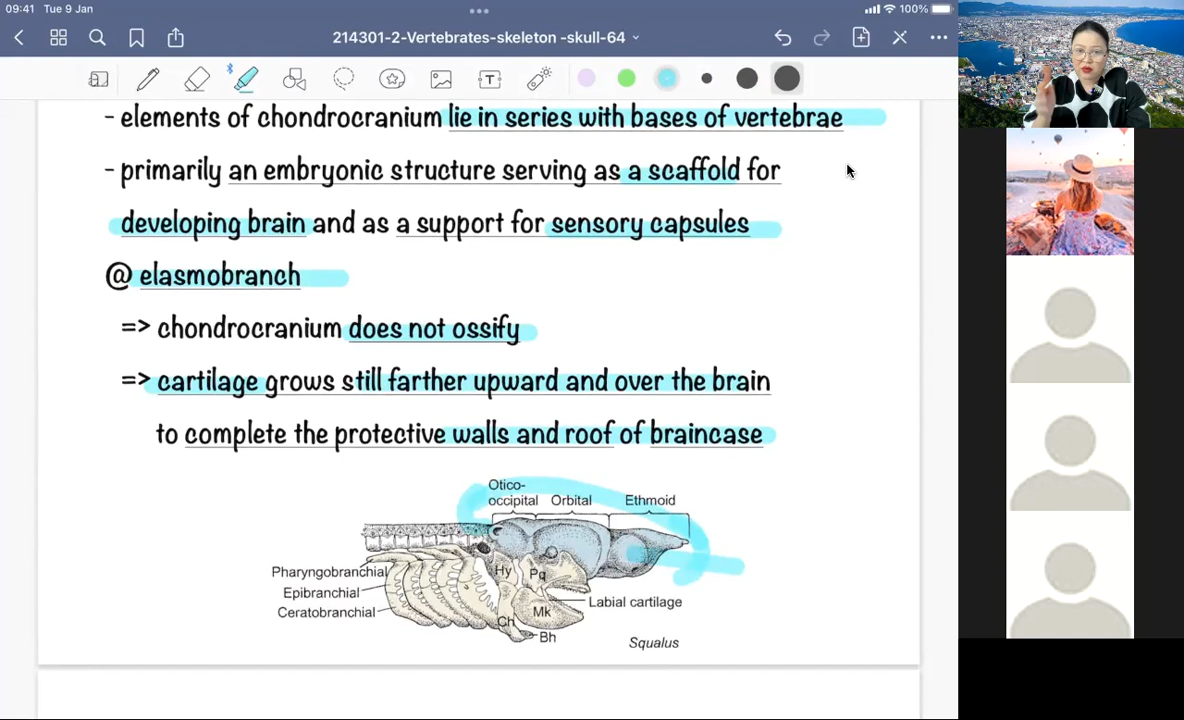 09:41 Tue 9 Jan
100%
214301-2-Vertebrates-skeleton -skull-64
- elements of chondrocranium lie in series with bases of vertebrae
- primarily an embryonic structure serving as a scaffold for
developing brain and as a support for sensory capsules
@ elasmobranch
=> chondrocranium does not ossify
=> cartilage grows still farther upward and over the brain
to complete the protective walls and roof of braincase
Otico-
occipital Orbital Ethmoid
Pharyngobranchial
Epibranchial
Ceratobranchial
Hy
Pq
Mk
Ch
Bh
Labial cartilage
Squalus